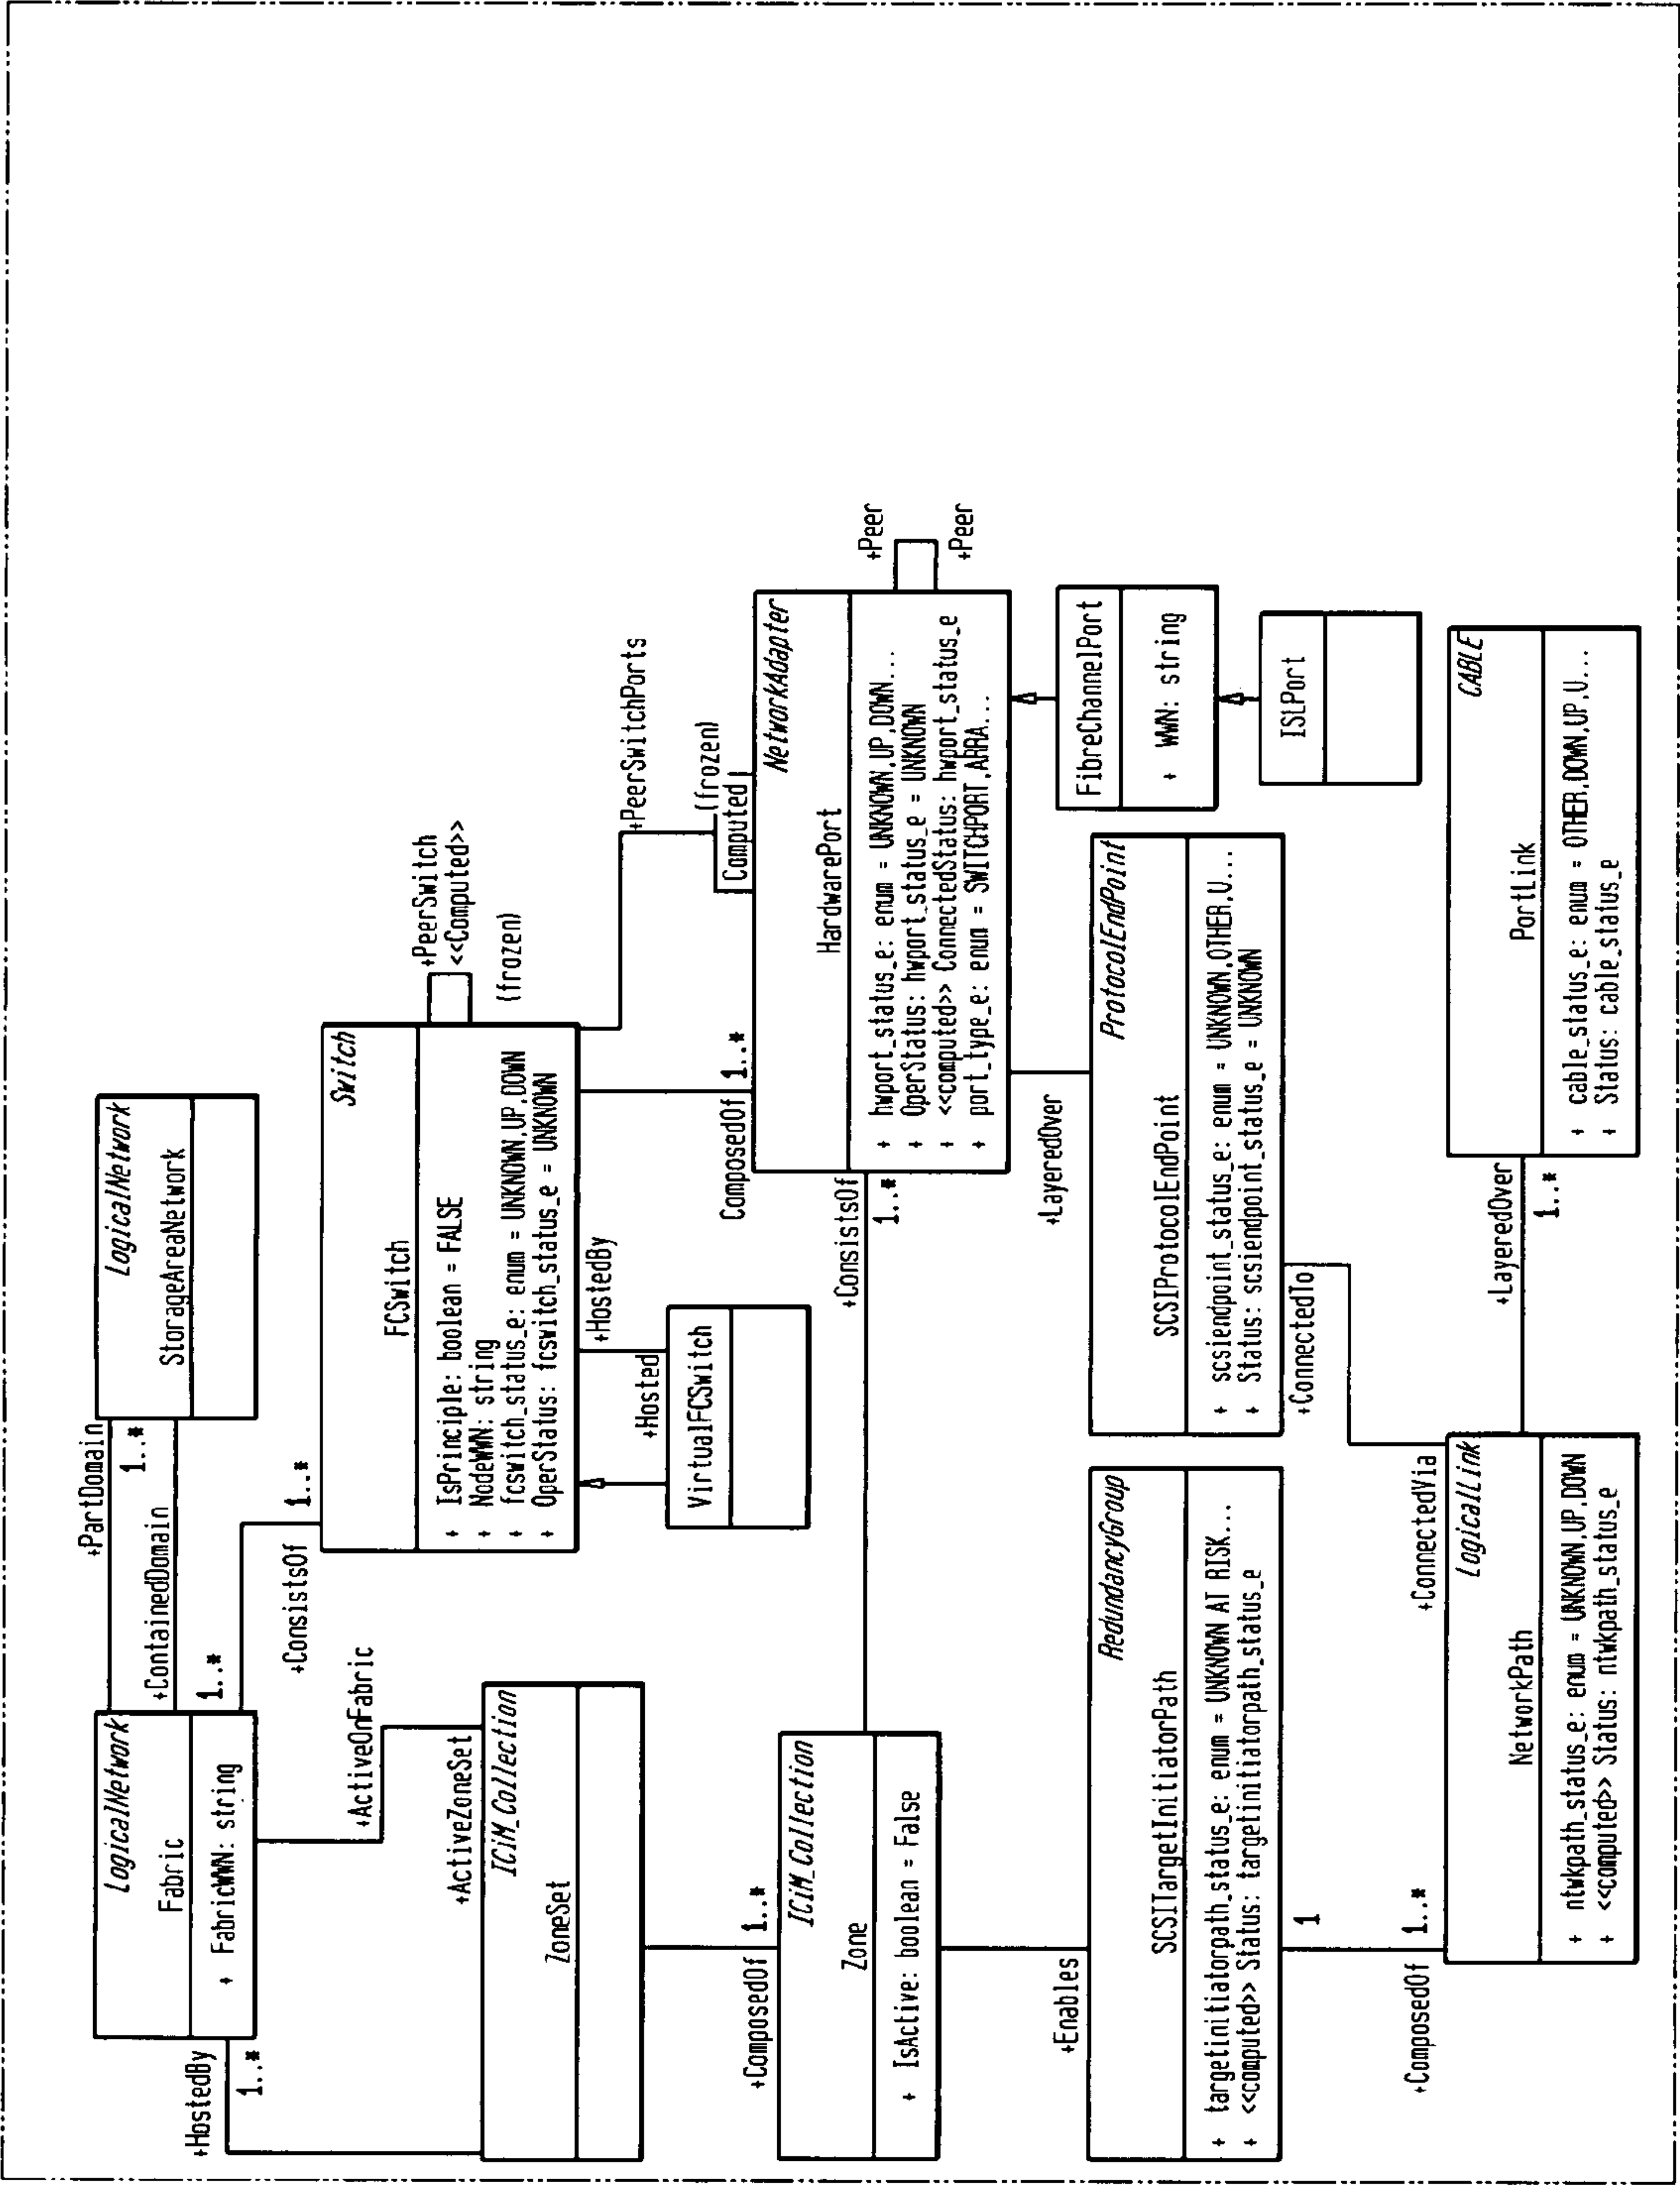 LogicalNetwork
Fabric
+ FabricWWN: string
+PartDomain
1..*
+ContainedDomain
LogicalNetwork
StorageAreaNetwork
+HostedBy
1..*
1..*
+ConsistsOf
1..*
+ActiveOnFabric
+ActiveZoneSet
ICiM_Collection
ZoneSet
Switch
FCSwitch
+ IsPrinciple: boolean = FALSE
+ NodeWWN: string
+ fcswitch_status_e: enum = UNKNOWN,UP,DOWN
+ OperStatus: fcswitch_status_e = UNKNOWN
+PeerSwitch
<<Computed>>
(frozen)
+Hosted
+HostedBy
VirtualFCSwitch
ComposedOf
1..*
+PeerSwitchPorts
(frozen)
Computed
+ComposedOf
1..*
ICiM_Collection
Zone
+ IsActive: boolean = False
+ConsistsOf
1..*
NetworkAdapter
HardwarePort
+ hwport_status_e: enum = UNKNOWN,UP,DOWN...
+ OperStatus: hwport_status_e = UNKNOWN
+ <<computed>> ConnectedStatus: hwport_status_e
+ port_type_e: enum = SWITCHPORT,ARRA...
+Peer
+Peer
+Enables
+LayeredOver
RedundancyGroup
SCSITargetInitiatorPath
+ targetinitiatorpath_status_e: enum = UNKNOWN AT RISK...
+ <<computed>> Status: targetinitiatorpath_status_e
ProtocolEndPoint
SCSIProtocolEndPoint
+ scsiendpoint_status_e: enum = UNKNOWN,OTHER,U...
+ Status: scsiendpoint_status_e = UNKNOWN
FibreChannelPort
+ WWN: string
ISLPort
1
+ComposedOf
1..*
+ConnectedTo
+ConnectedVia
LogicalLink
NetworkPath
+ ntwkpath_status_e: enum = UNKNOWN,UP,DOWN
+ <<computed>> Status: ntwkpath_status_e
+LayeredOver
1..*
CABLE
PortLink
+ cable_status_e: enum = OTHER,DOWN,UP,U...
+ Status: cable_status_e